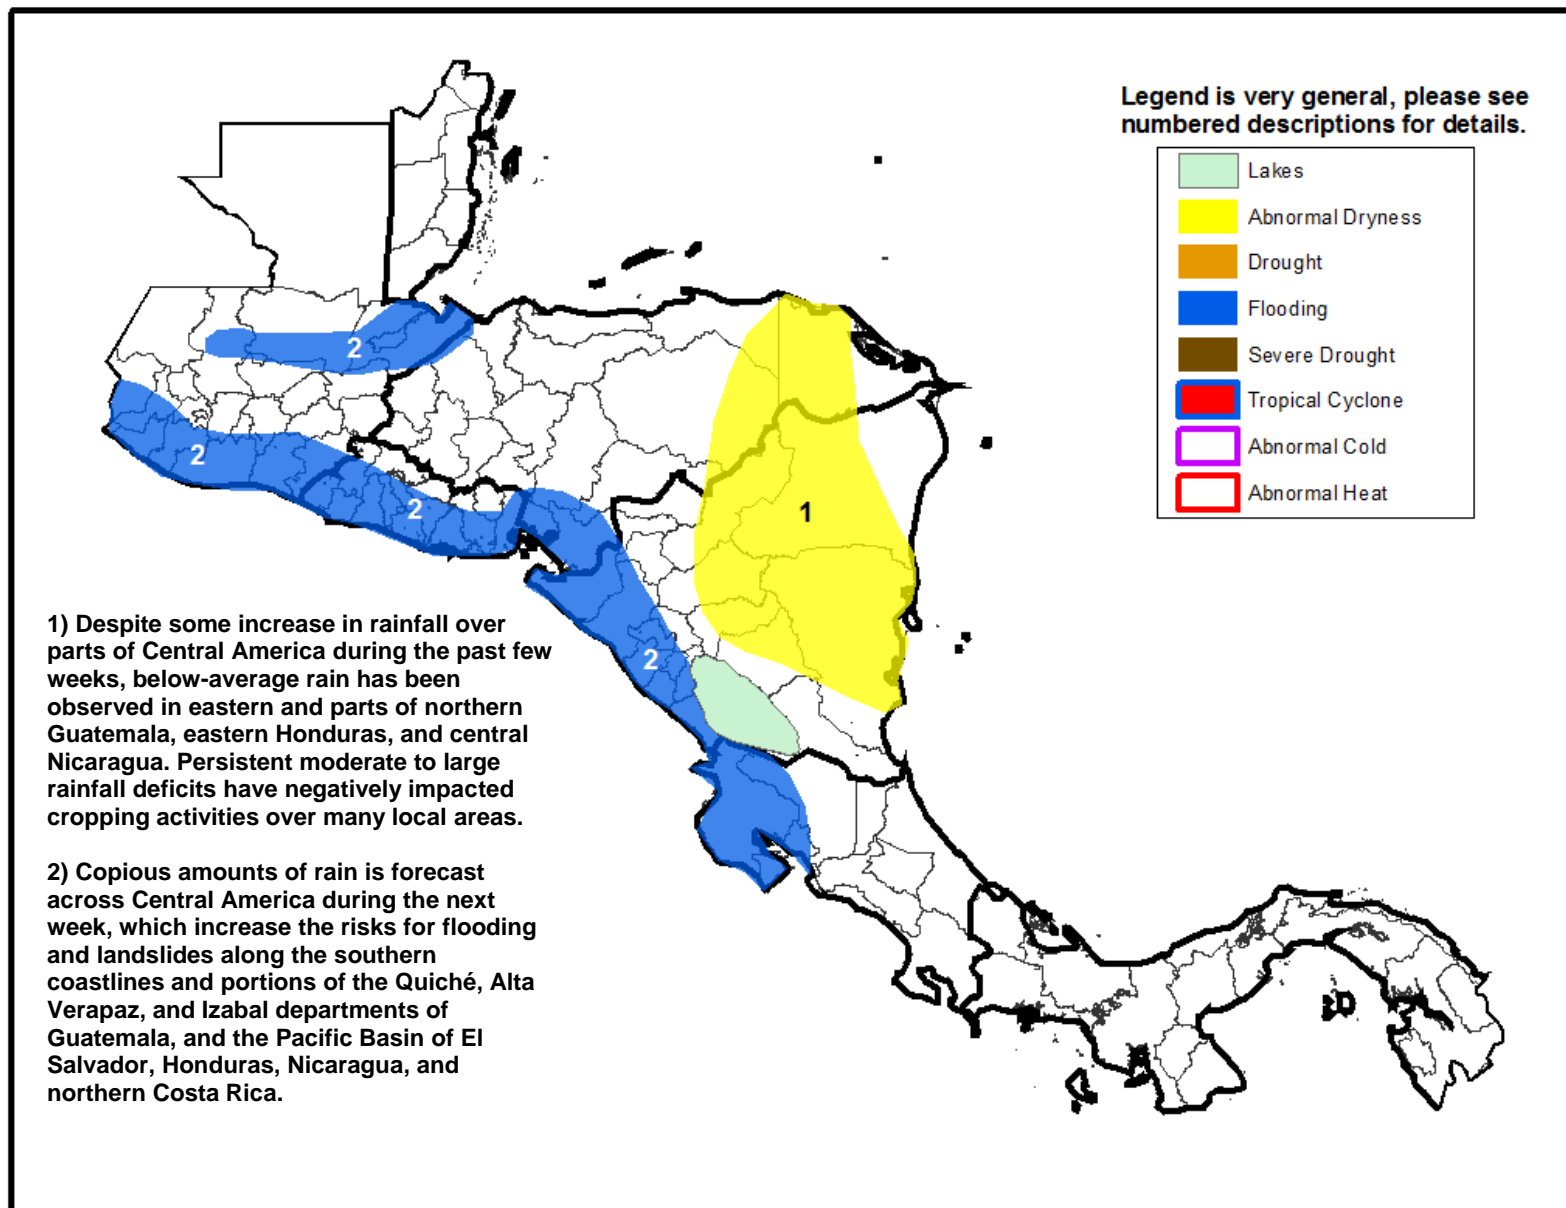 Legend is very general, please see
numbered descriptions for details.
Lakes
Abnormal Dryness
Drought
Flooding
Severe Drought
Tropical Cyclone
Abnormal Cold
Abnormal Heat
2
2
2
1
2
1) Despite some increase in rainfall over
parts of Central America during the past few
weeks, below-average rain has been
observed in eastern and parts of northern
Guatemala, eastern Honduras, and central
Nicaragua. Persistent moderate to large
rainfall deficits have negatively impacted
cropping activities over many local areas.
2) Copious amounts of rain is forecast
across Central America during the next
week, which increase the risks for flooding
and landslides along the southern
coastlines and portions of the Quiché, Alta
Verapaz, and Izabal departments of
Guatemala, and the Pacific Basin of El
Salvador, Honduras, Nicaragua, and
northern Costa Rica.